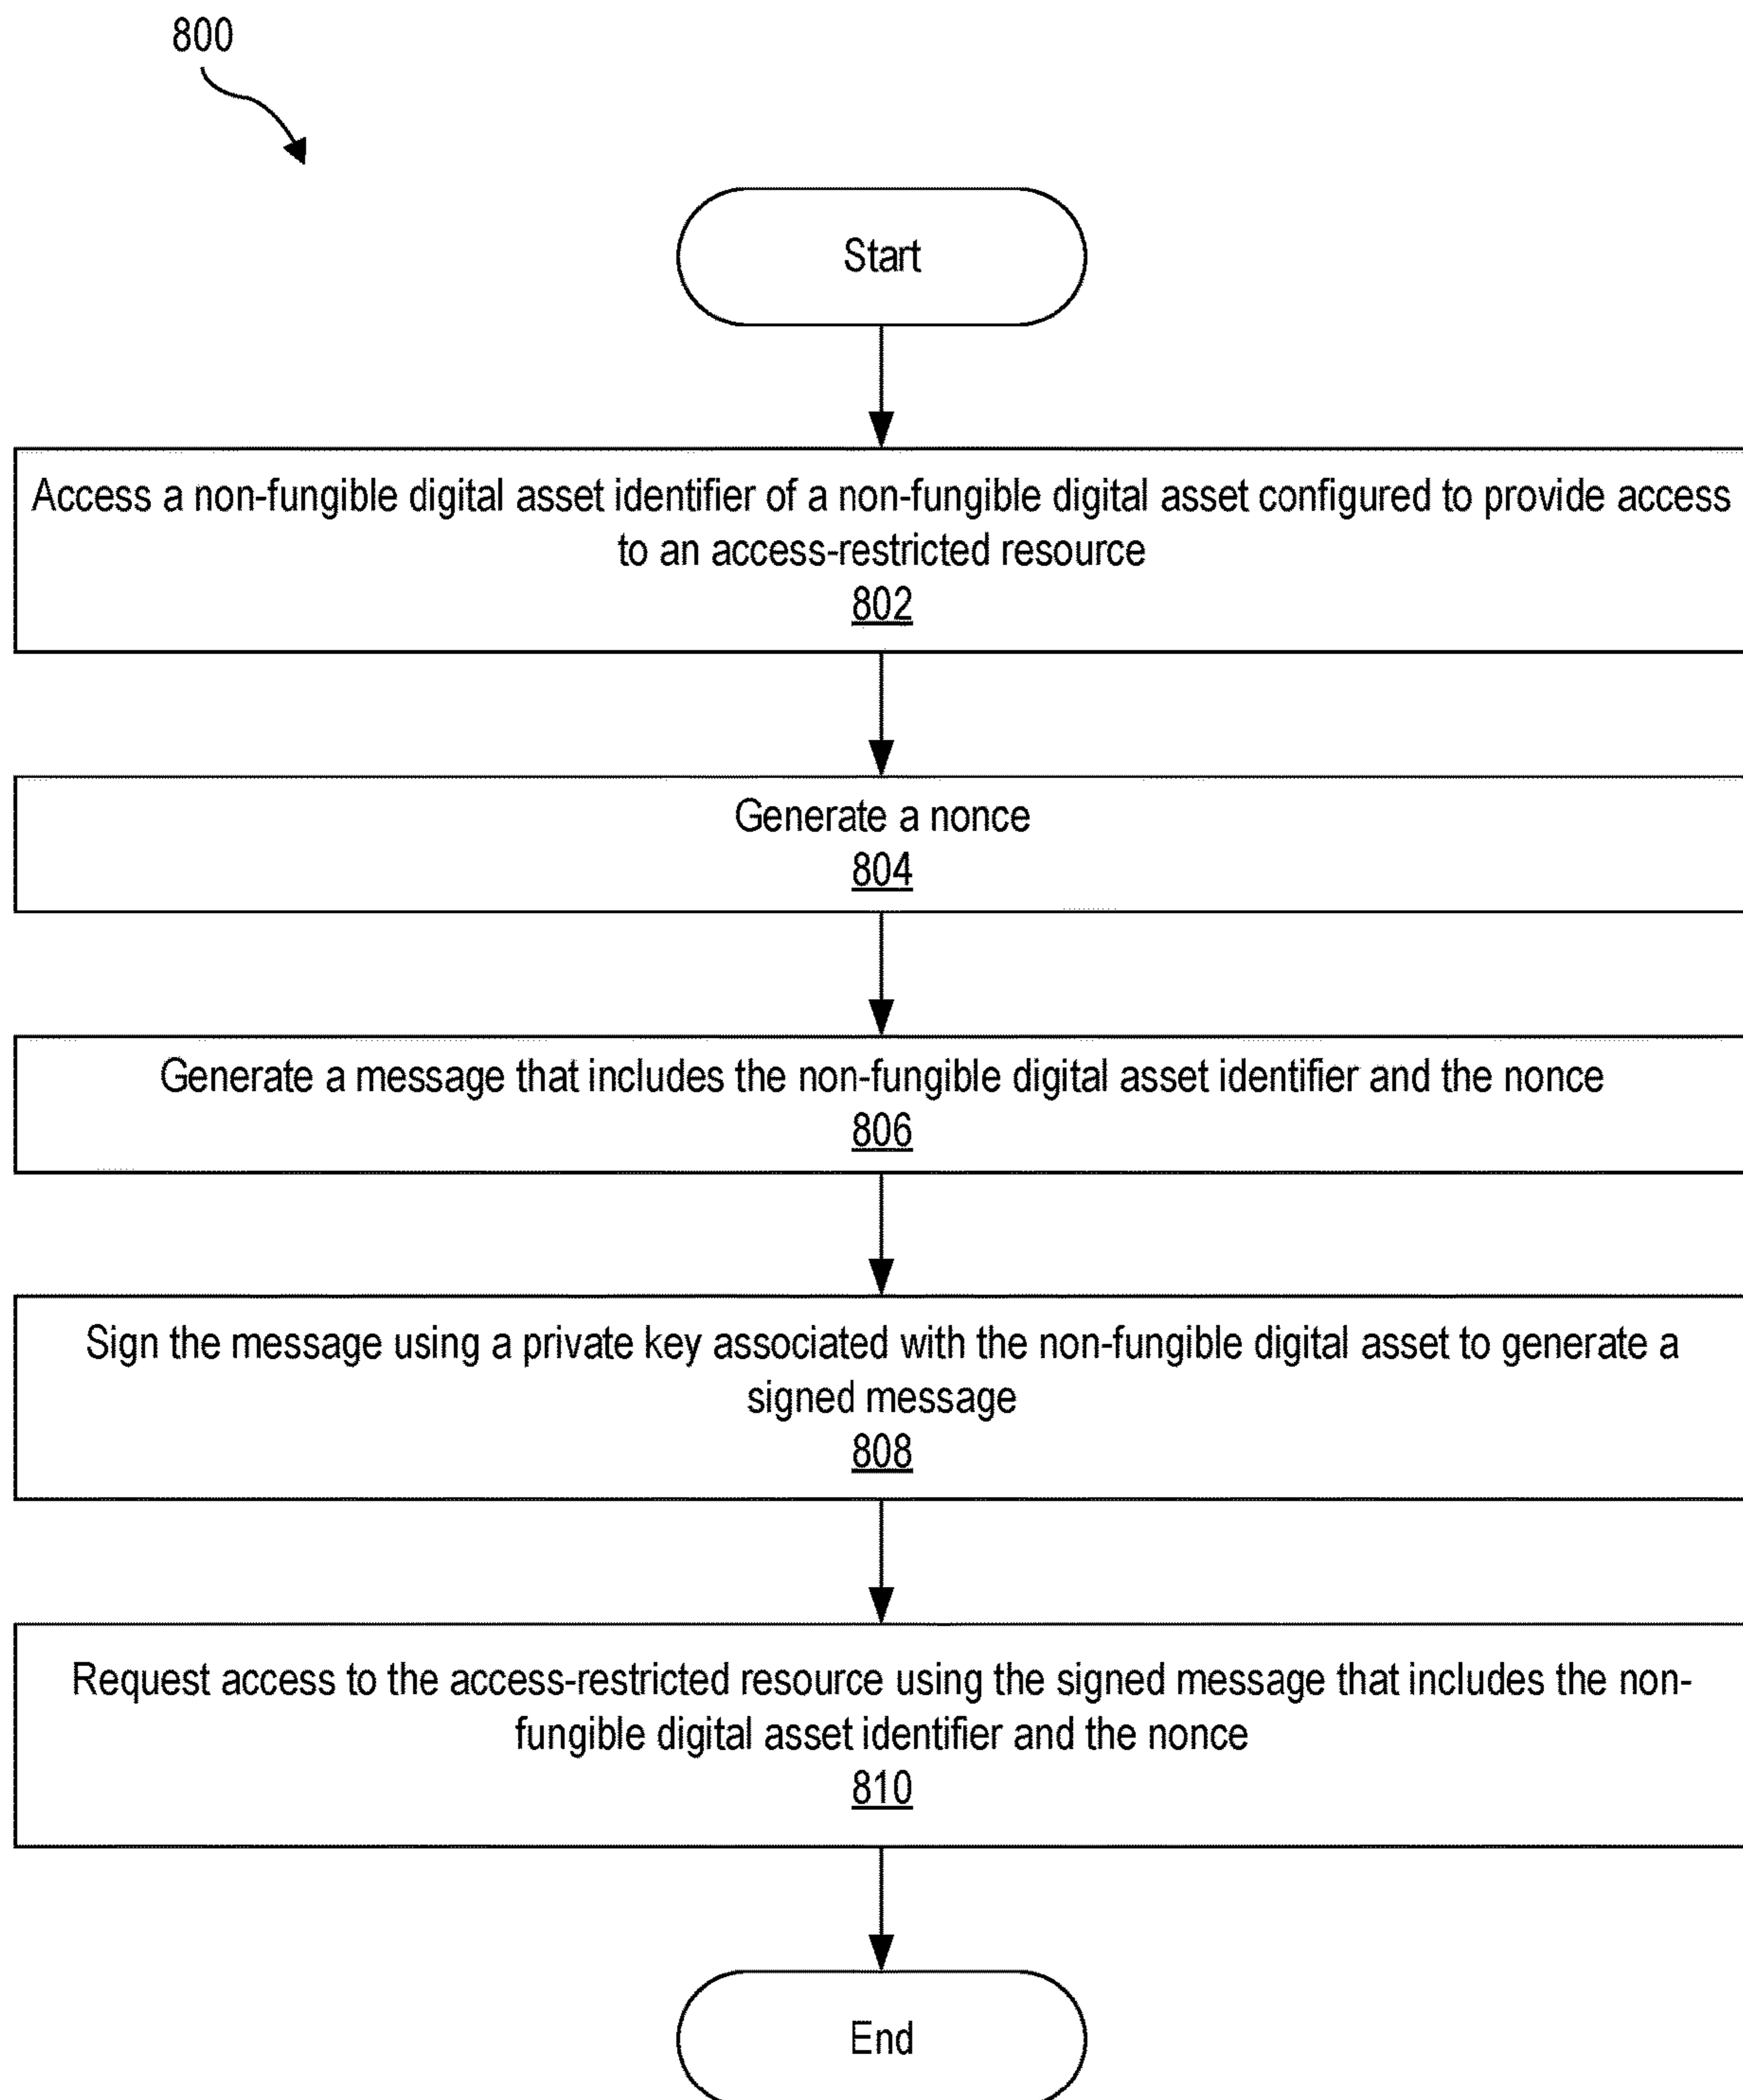 800
Start
Access a non-fungible digital asset identifier of a non-fungible digital asset configured to provide access
to an access-restricted resource
802
Generate a nonce
804
Generate a message that includes the non-fungible digital asset identifier and the nonce
806
Sign the message using a private key associated with the non-fungible digital asset to generate a
signed message
808
Request access to the access-restricted resource using the signed message that includes the non-
fungible digital asset identifier and the nonce
810
End